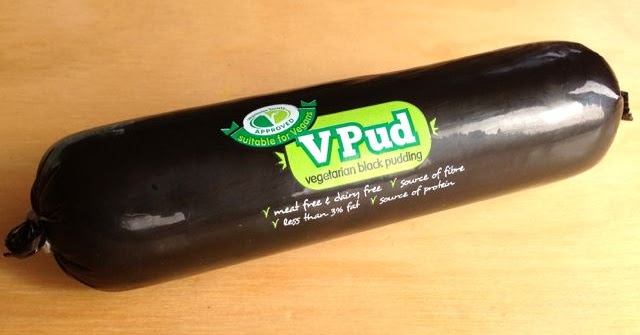 APPROVED
suitable for Vegans
V Pud
vegetarian black pudding
✓ meat free & dairy free ✓ source of fibre
✓ less than 3% fat ✓ source of protein